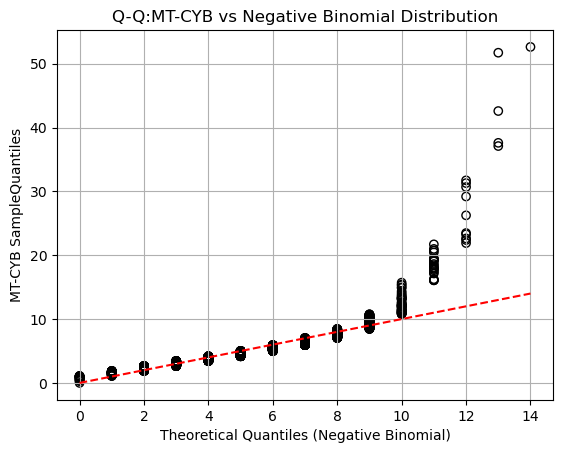 Q-Q:MT-CYB vs Negative Binomial Distribution
MT-CYB SampleQuantiles
50
40
30
20
10
0
0 2 4 6 8 10 12 14
Theoretical Quantiles (Negative Binomial)